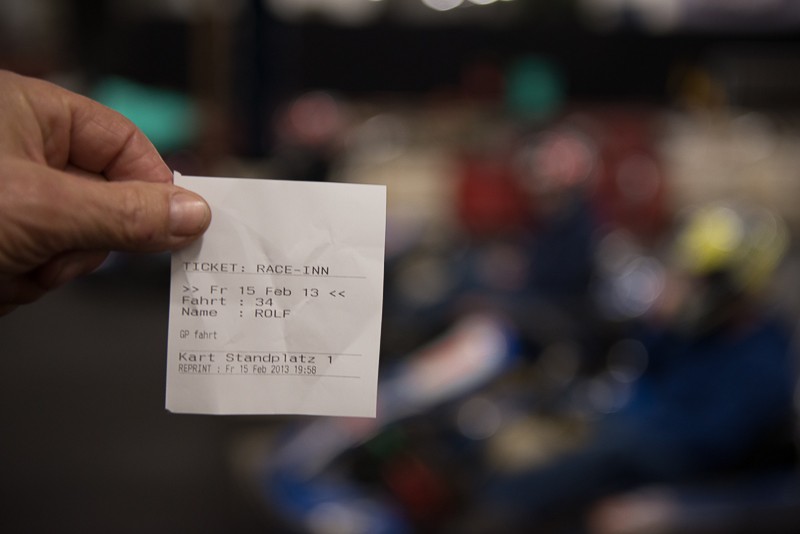 TICKET: RACE-INN
>> Fr 15 Feb 13 <<
Fahrt : 34
Name : ROLF
GP fahrt
Kart Standplatz 1
REPRINT : Fr 15 Feb 2013 19:58